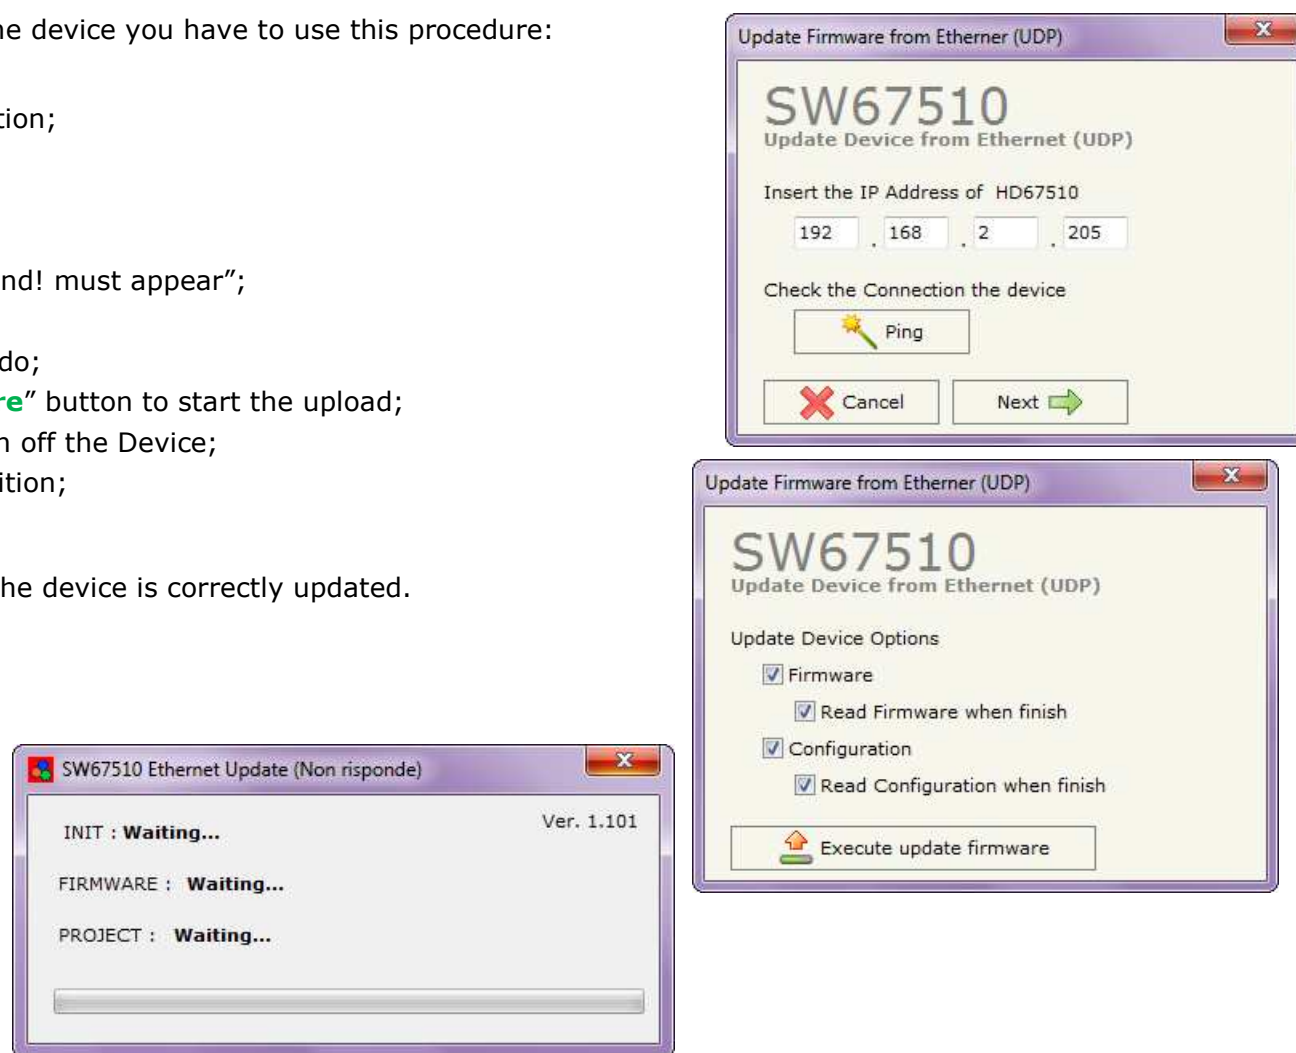 he device you have to use this procedure:
tion;
nd! must appear”;
do;
re” button to start the upload;
n off the Device;
ition;
he device is correctly updated.
Update Firmware from Etherner (UDP)
SW67510
Update Device from Ethernet (UDP)
Insert the IP Address of HD67510
192 . 168 . 2 . 205
Check the Connection the device
Ping
Cancel
Next
Update Firmware from Etherner (UDP)
SW67510
Update Device from Ethernet (UDP)
Update Device Options
Firmware
Read Firmware when finish
Configuration
Read Configuration when finish
Execute update firmware
SW67510 Ethernet Update (Non risponde)
Ver. 1.101
INIT : Waiting...
FIRMWARE : Waiting...
PROJECT : Waiting...